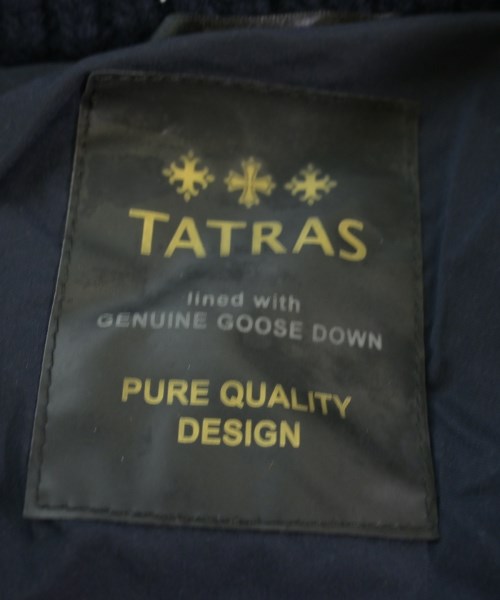 TATRAS
lined with
GENUINE GOOSE DOWN
PURE QUALITY
DESIGN